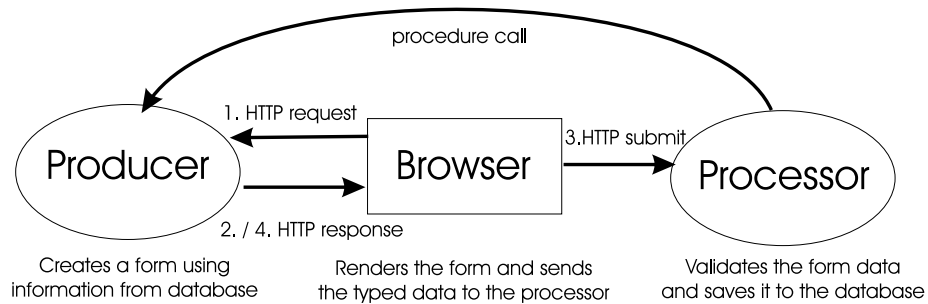 procedure call
1. HTTP request
3.HTTP submit
Producer
Browser
Processor
2. / 4. HTTP response
Creates a form using
information from database
Renders the form and sends
the typed data to the processor
Validates the form data
and saves it to the database